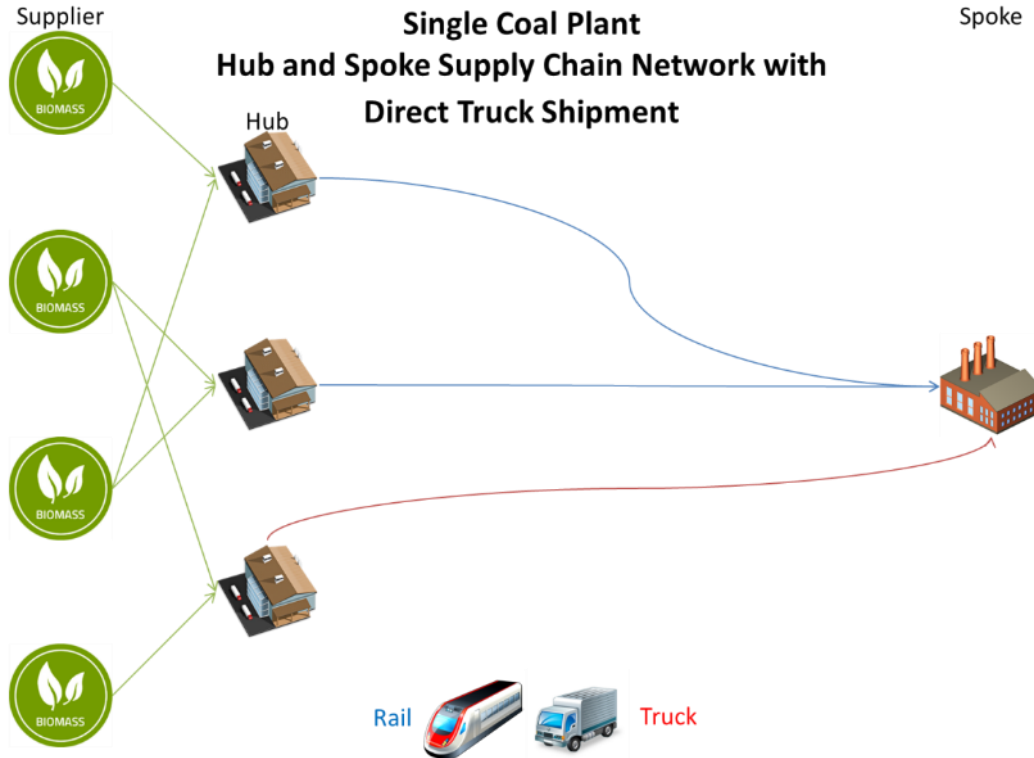 Supplier
Single Coal Plant
Spoke
Hub and Spoke Supply Chain Network with
Direct Truck Shipment
BIOMASS
Hub
BIOMASS
BIOMASS
BIOMASS
Rail
Truck